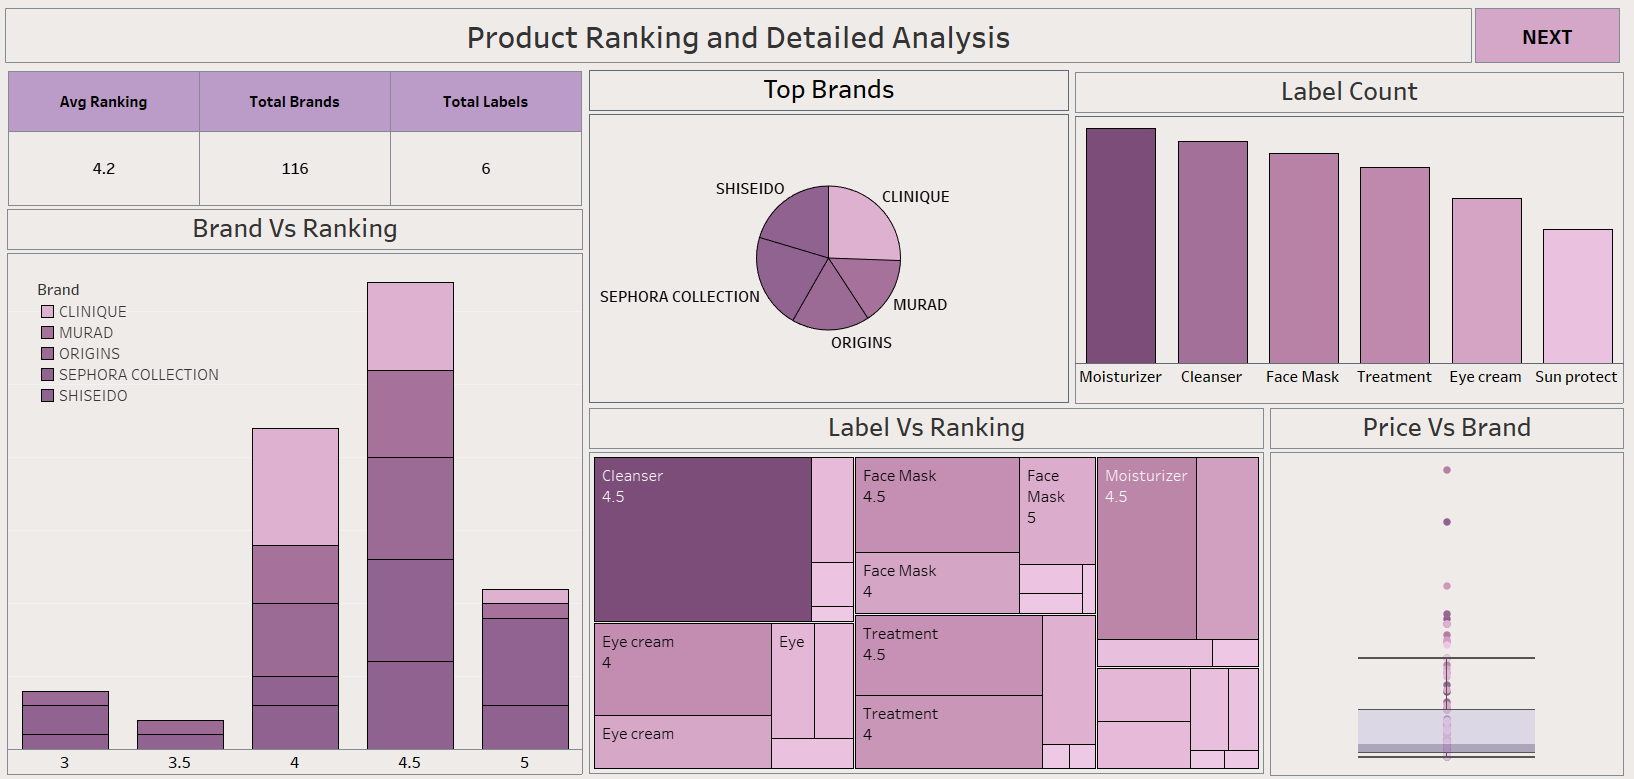 Product Ranking and Detailed Analysis
NEXT
Avg Ranking
Total Brands
Total Labels
4.2
116
6
Brand Vs Ranking
Brand
CLINIQUE
MURAD
ORIGINS
SEPHORA COLLECTION
SHISEIDO
3
3.5
4
4.5
5
Top Brands
SHISEIDO
CLINIQUE
SEPHORA COLLECTION
MURAD
ORIGINS
Label Count
Moisturizer
Cleanser
Face Mask
Treatment
Eye cream
Sun protect
Label Vs Ranking
Cleanser
4.5
Eye cream
4
Eye
Eye cream
Face Mask
4.5
Face
Mask
5
Face Mask
4
Treatment
4.5
Treatment
4
Moisturizer
4.5
Price Vs Brand